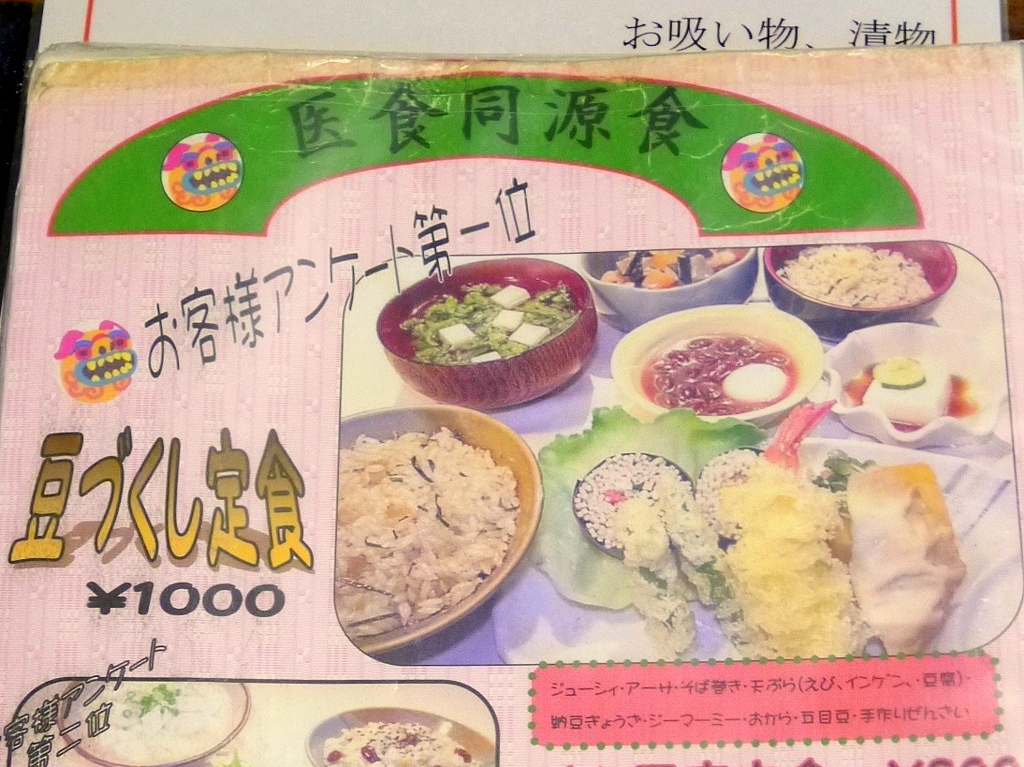 お吸い物、漬物
医食同源食
お客様アンケート第一位
豆づくし定食
¥1000
ジューシィ・アーサ・そば巻き・天ぷら(えび、インゲン、豆腐)・
納豆ぎょうざ・ジーマーミー・おから・五目豆・手作りぜんざい
客様アンケート
第二位